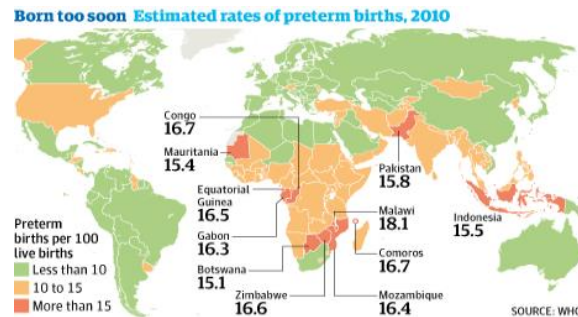 Born too soon Estimated rates of preterm births, 2010
Congo
16.7
Mauritania
15.4
Equatorial
Guinea
16.5
Gabon
16.3
Botswana
15.1
Zimbabwe
16.6
Pakistan
15.8
Malawi
18.1
Comoros
16.7
Mozambique
16.4
Indonesia
15.5
Preterm
births per 100
live births
Less than 10
10 to 15
More than 15
SOURCE: WHO